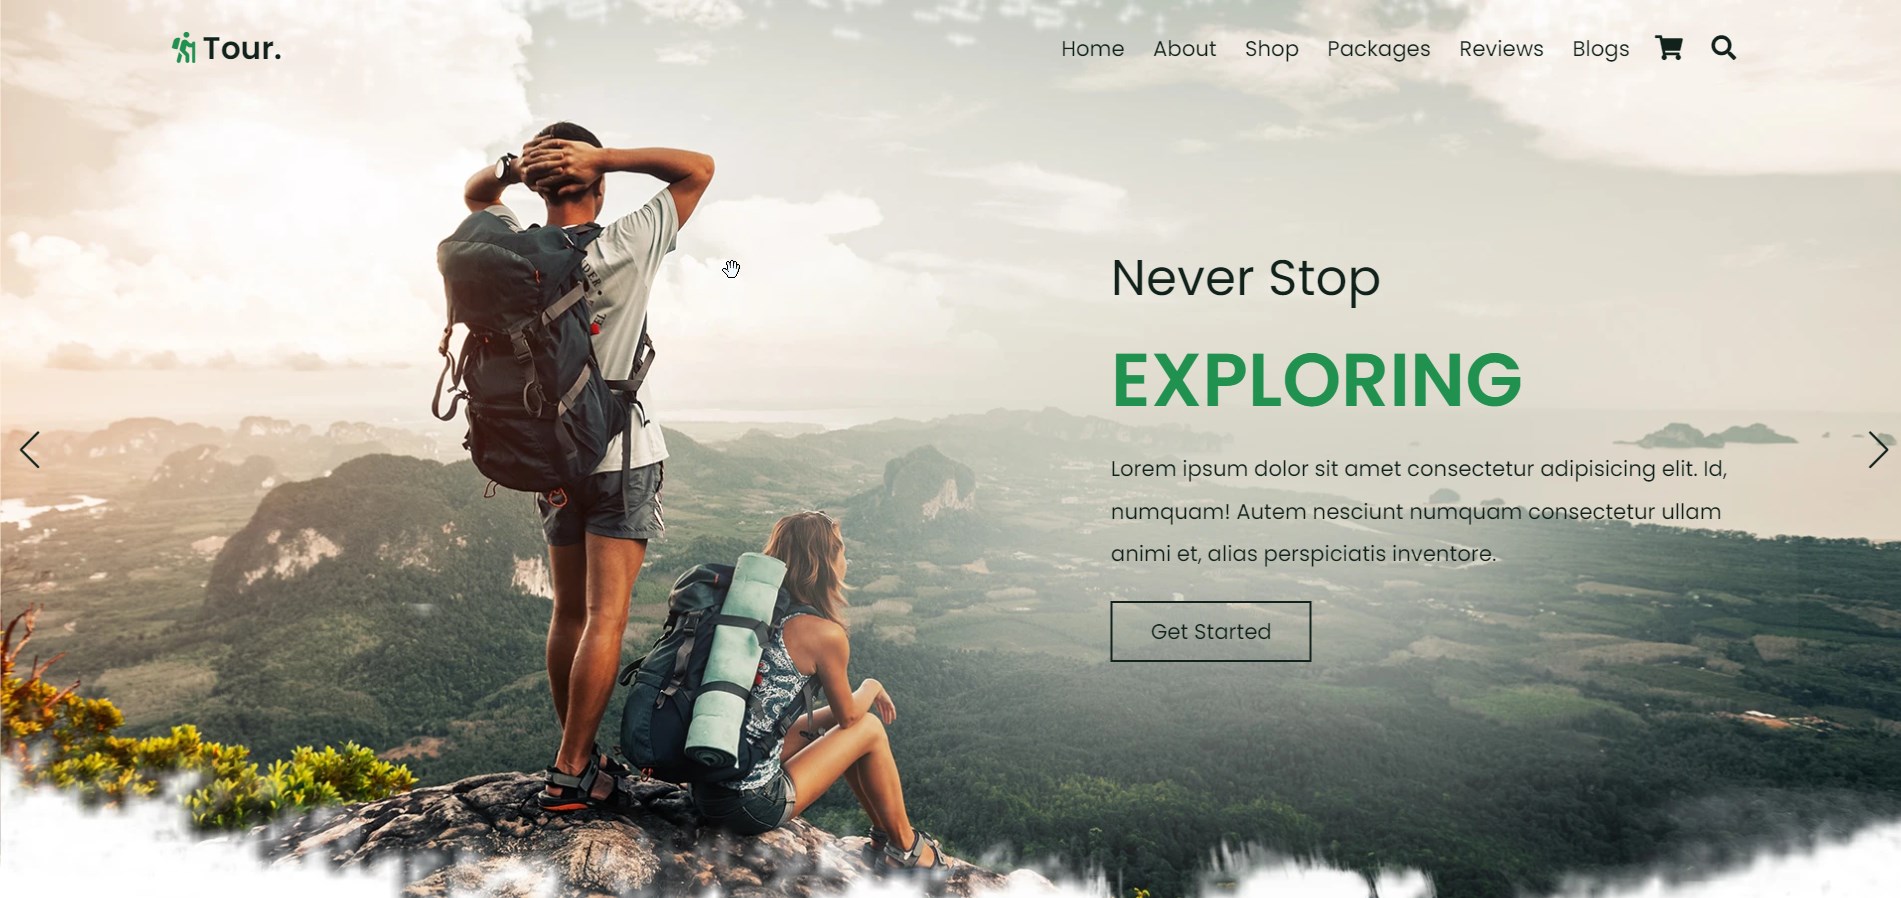 Tour.
Home About Shop Packages Reviews Blogs
Never Stop
EXPLORING
Lorem ipsum dolor sit amet consectetur adipisicing elit. Id,
numquam! Autem nesciunt numquam consectetur ullam
animi et, alias perspiciatis inventore.
Get Started